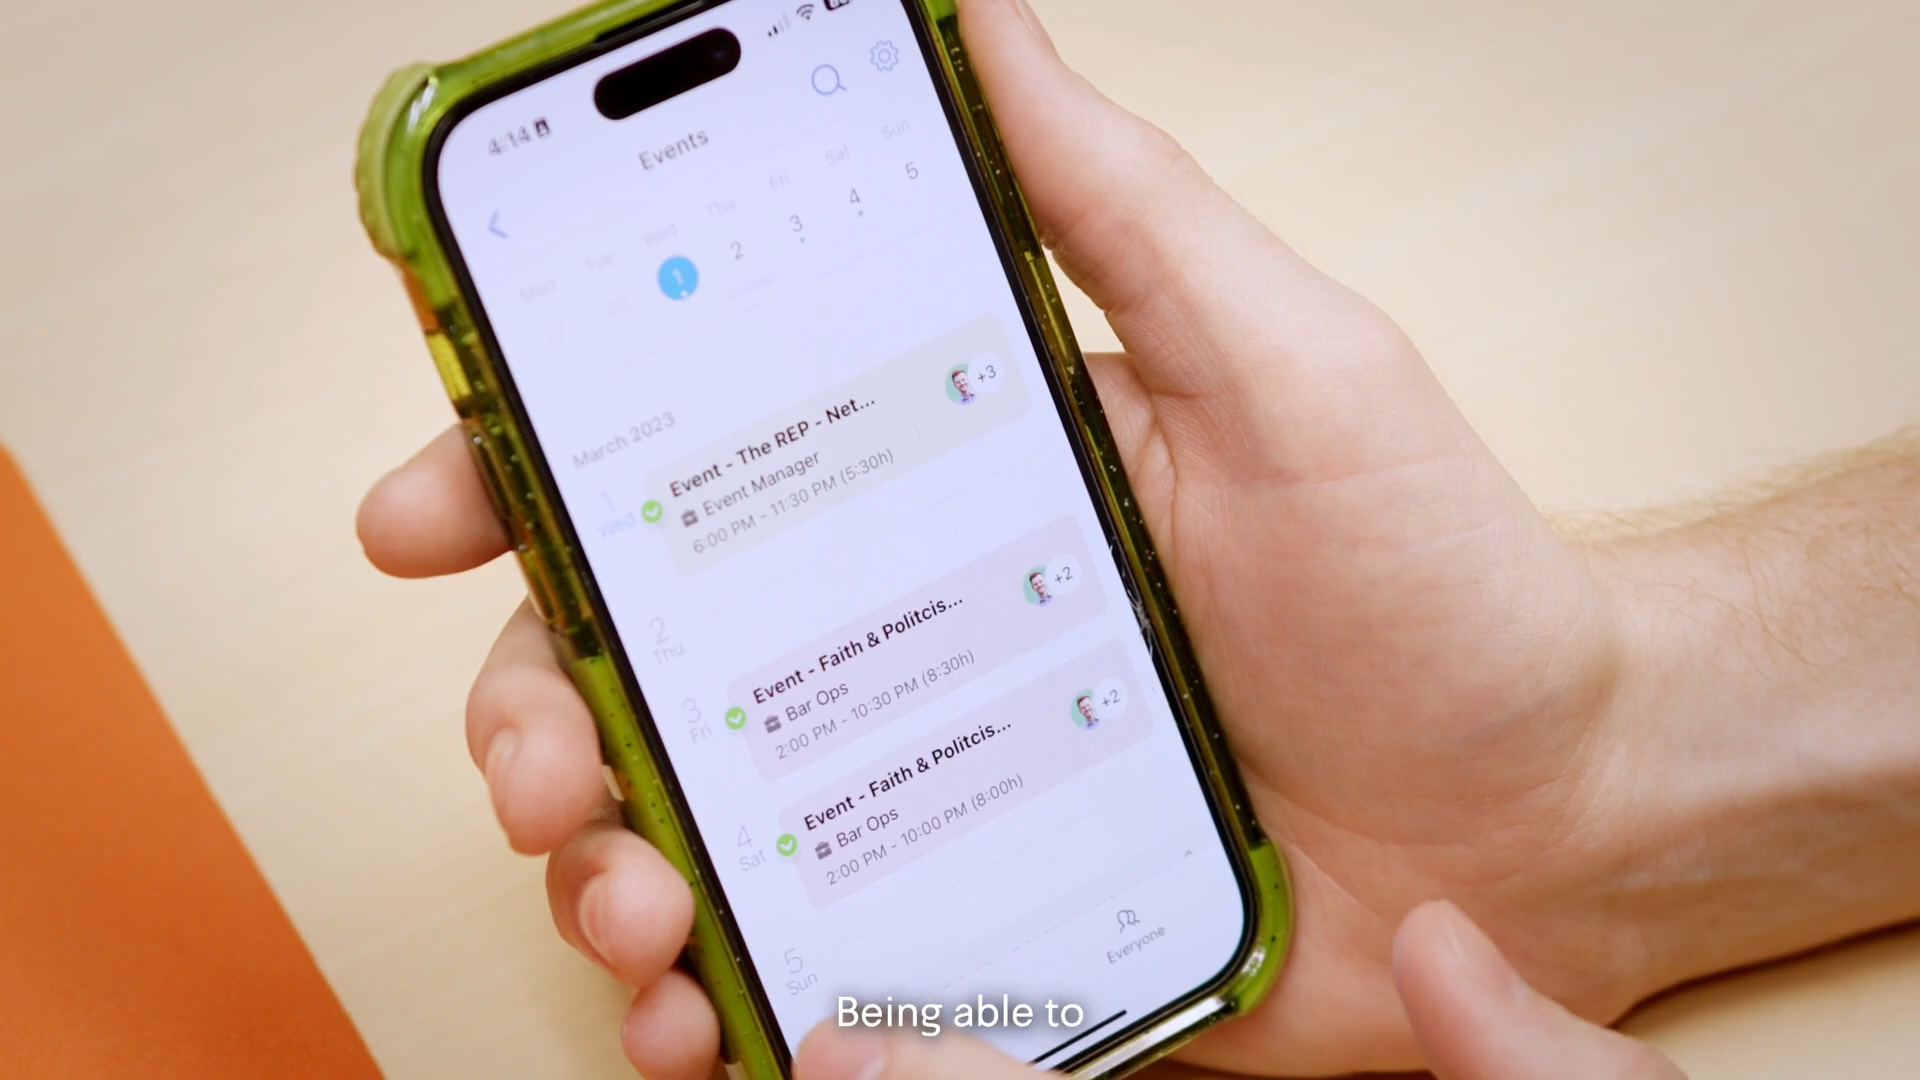 4:14
Events
Mon Tue Wed Thu Fri Sat Sun
1 2 3 4 5
March 2023
1
Wed
Event - The REP - Net...
Event Manager
6:00 PM - 11:30 PM (5:30h)
+3
2
Thu
3
Fri
Event - Faith & Politcis...
Bar Ops
2:00 PM - 10:30 PM (8:30h)
+2
4
Sat
Event - Faith & Politcis...
Bar Ops
2:00 PM - 10:00 PM (8:00h)
+2
5
Sun
Everyone
Being able to